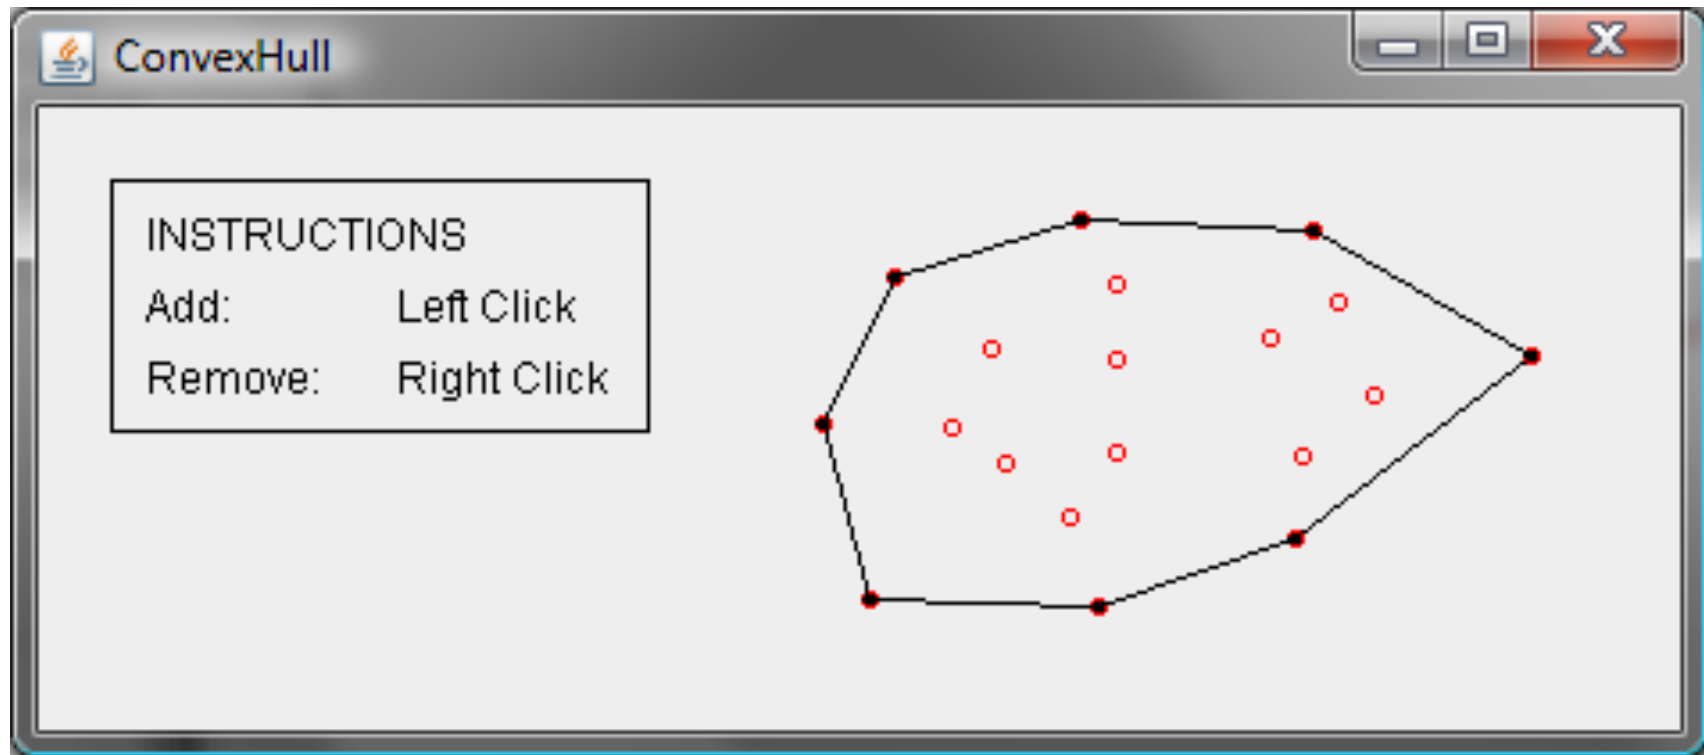 ConvexHull
INSTRUCTIONS
Add: Left Click
Remove: Right Click